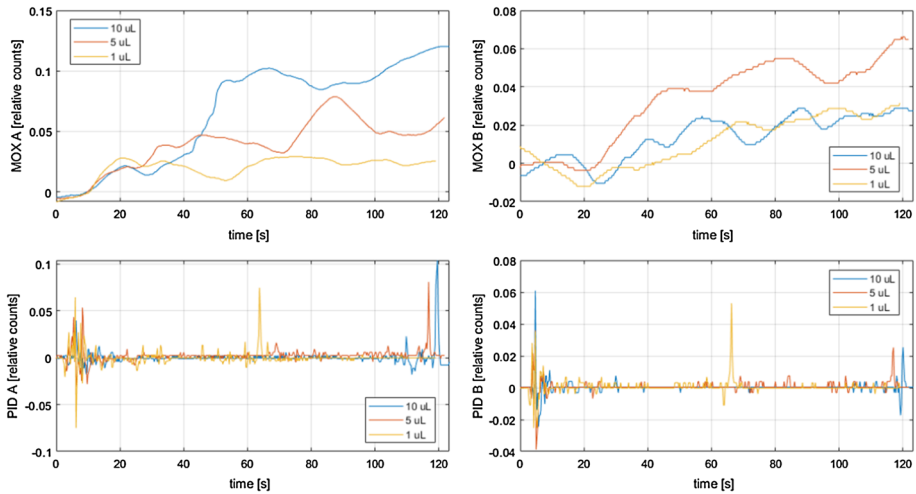 0.15
10 uL
5 uL
1 uL
0.1
0.05
0
MOX A [relative counts]
0 20 40 60 80 100 120
time [s]
0.08
0.06
0.04
0.02
0
-0.02
MOX B [relative counts]
10 uL
5 uL
1 uL
0 20 40 60 80 100 120
time [s]
0.1
0.05
0
-0.05
-0.1
PID A [relative counts]
10 uL
5 uL
1 uL
0 20 40 60 80 100 120
time [s]
0.08
0.06
0.04
0.02
0
-0.02
-0.04
PID B [relative counts]
10 uL
5 uL
1 uL
0 20 40 60 80 100 120
time [s]